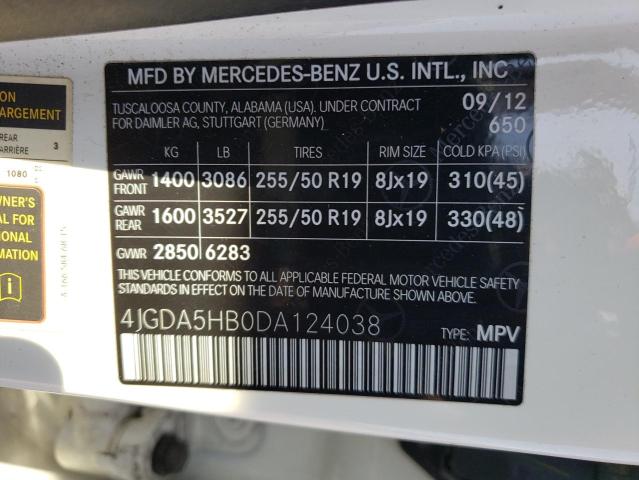 ON
ARGEMENT
REAR
ARRIÈRE 3
1080
WNER'S
AL FOR
TIONAL
RMATION
MFD BY MERCEDES-BENZ U.S. INTL., INC
TUSCALOOSA COUNTY, ALABAMA (USA). UNDER CONTRACT 09/12
FOR DAIMLER AG, STUTTGART (GERMANY) 650
KG LB TIRES RIM SIZE COLD KPA (PSI)
GAWR FRONT 1400 3086 255/50 R19 8Jx19 310(45)
GAWR REAR 1600 3527 255/50 R19 8Jx19 330(48)
GVWR 2850 6283
THIS VEHICLE CONFORMS TO ALL APPLICABLE FEDERAL MOTOR VEHICLE SAFETY
STANDARDS IN EFFECT ON THE DATE OF MANUFACTURE SHOWN ABOVE.
4JGDA5HB0DA124038 TYPE: MPV